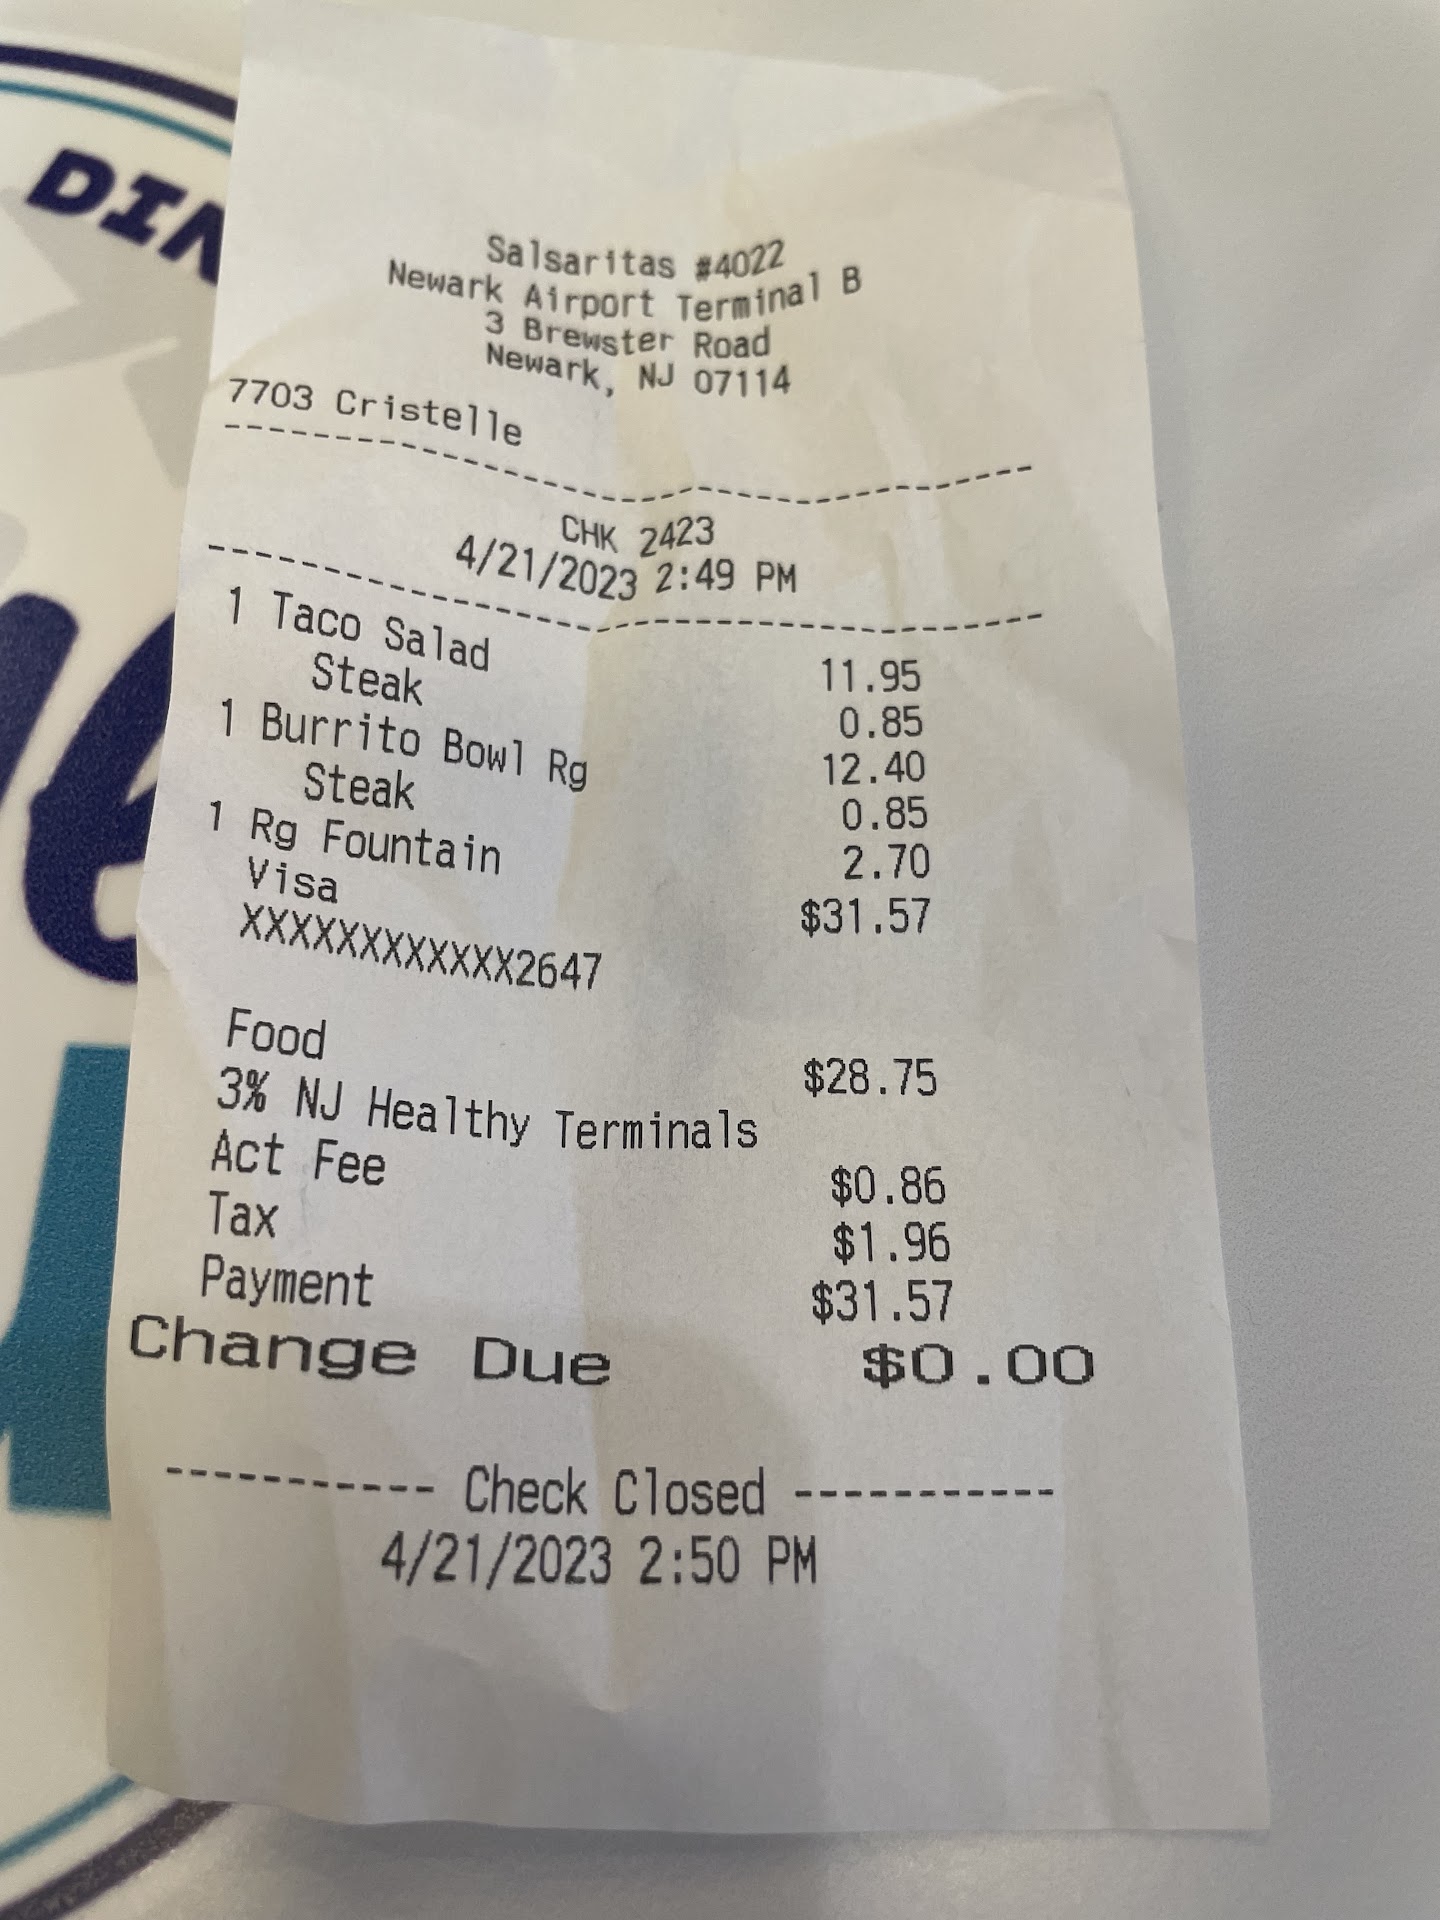 DIN
Salsaritas #4022
Newark Airport Terminal B
3 Brewster Road
Newark, NJ 07114
7703 Cristelle
CHK 2423
4/21/2023 2:49 PM
1 Taco Salad 11.95
Steak 0.85
1 Burrito Bowl Rg 12.40
Steak 0.85
1 Rg Fountain 2.70
Visa $31.57
XXXXXXXXXXXX2647
Food $28.75
3% NJ Healthy Terminals
Act Fee $0.86
Tax $1.96
Payment $31.57
Change Due $0.00
----------- Check Closed -----------
4/21/2023 2:50 PM